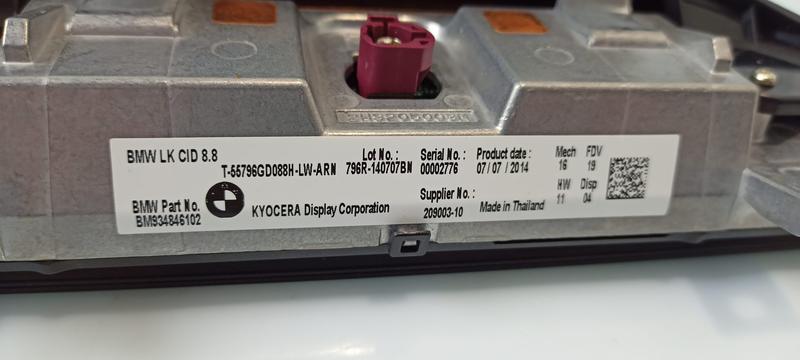 BMW LK CID 8.8
T-55796GD088H-LW-ARN
Lot No.:
796R-140707BN
Serial No.:
00002776
Product date:
07/ 07/ 2014
Mech FDV
16 19
HW Disp
11 04
BMW Part No.
BM934846102
KYOCERA Display Corporation
Supplier No.:
209003-10
Made in Thailand